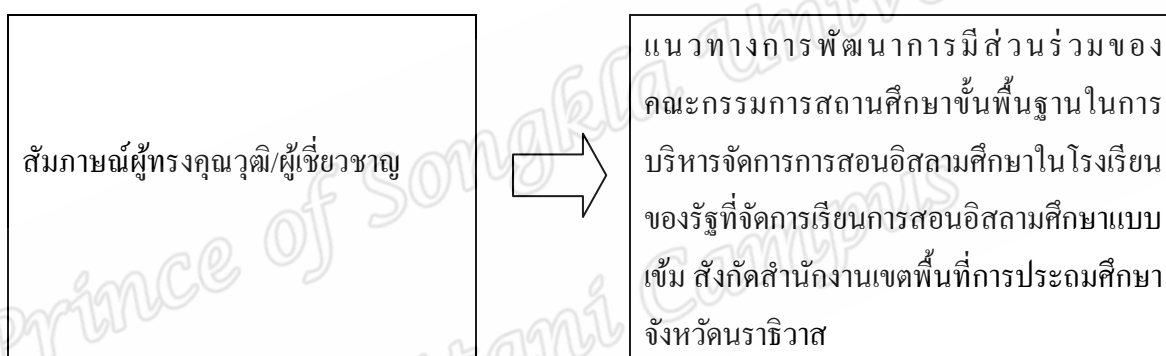 สัมภาษณ์ผู้ทรงคุณวุฒิ/ผู้เชี่ยวชาญ
แนวทางการพัฒนาการมีส่วนร่วมของ
คณะกรรมการสถานศึกษาขั้นพื้นฐานในการ
บริหารจัดการการสอนอิสลามศึกษาในโรงเรียน
ของรัฐที่จัดการเรียนการสอนอิสลามศึกษาแบบ
เข้ม สังกัดสำนักงานเขตพื้นที่การประถมศึกษา
จังหวัดนราธิวาส
Prince of Songkla Univer
ttani Campus